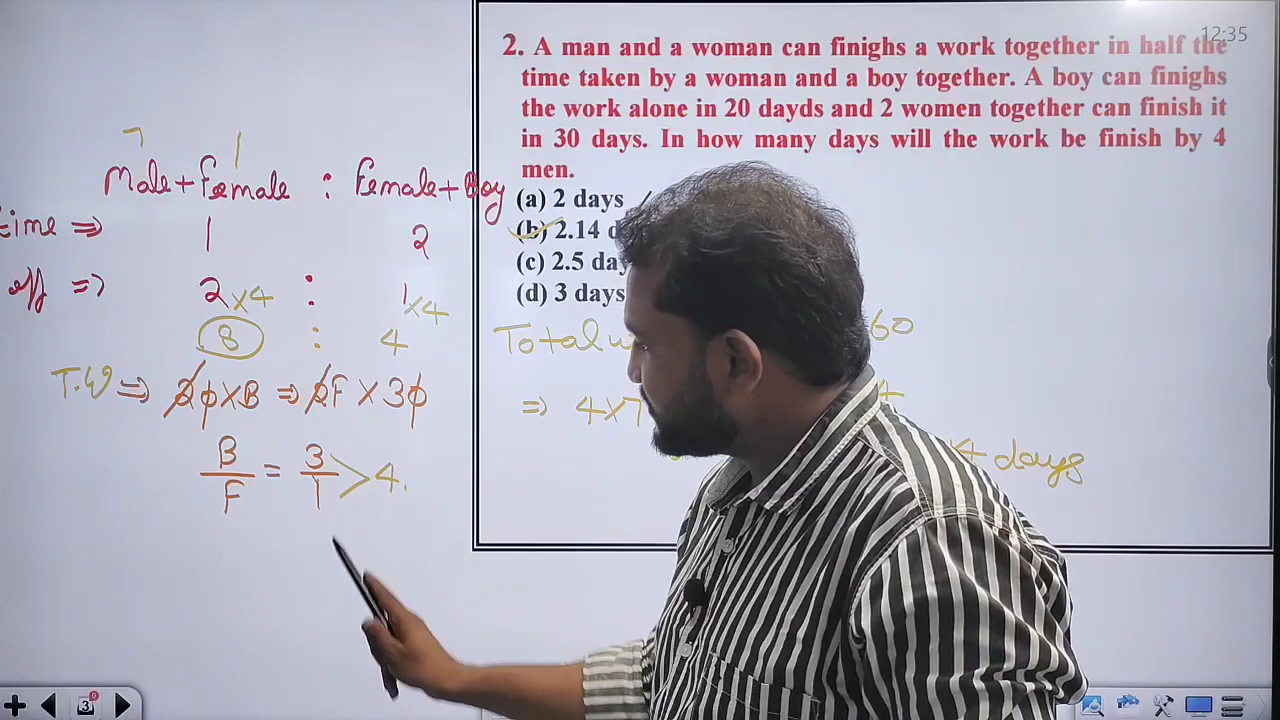 12:35
2. A man and a woman can finighs a work together in half the
time taken by a woman and a boy together. A boy can finighs
the work alone in 20 dayds and 2 women together can finish it
in 30 days. In how many days will the work be finish by 4
men.
(a) 2 days
(b) 2.14
(c) 2.5 day
(d) 3 days
7 1
Male+Female : Female+Boy
time ⇒ 1 2
eff ⇒ 2×4 : 1×4
8 : 4
T.W ⇒ 20×B ⇒ 2F×30
B/F = 3/1 > 4.
Total 60
⇒ 4×7
4 days
3